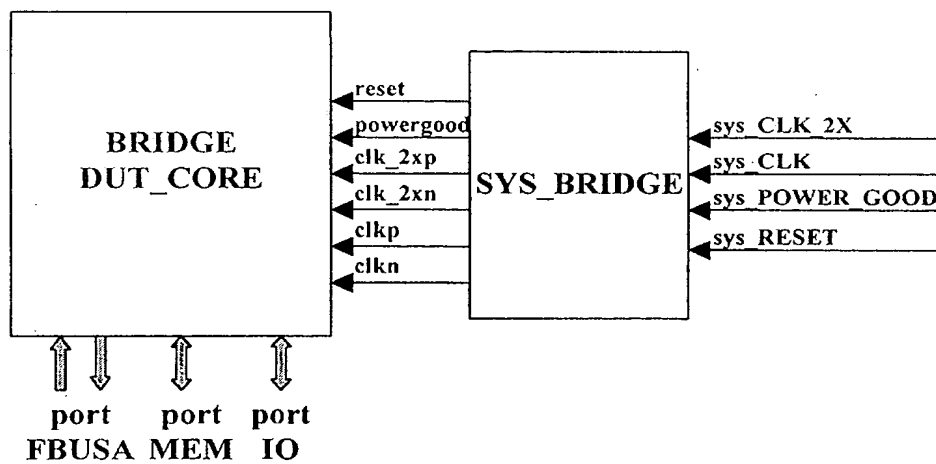 BRIDGE
DUT_CORE
reset
powergood
clk_2xp
clk_2xn
clkp
clkn
SYS_BRIDGE
sys_CLK_2X
sys_CLK
sys_POWER_GOOD
sys_RESET
port port port
FBUSA MEM IO